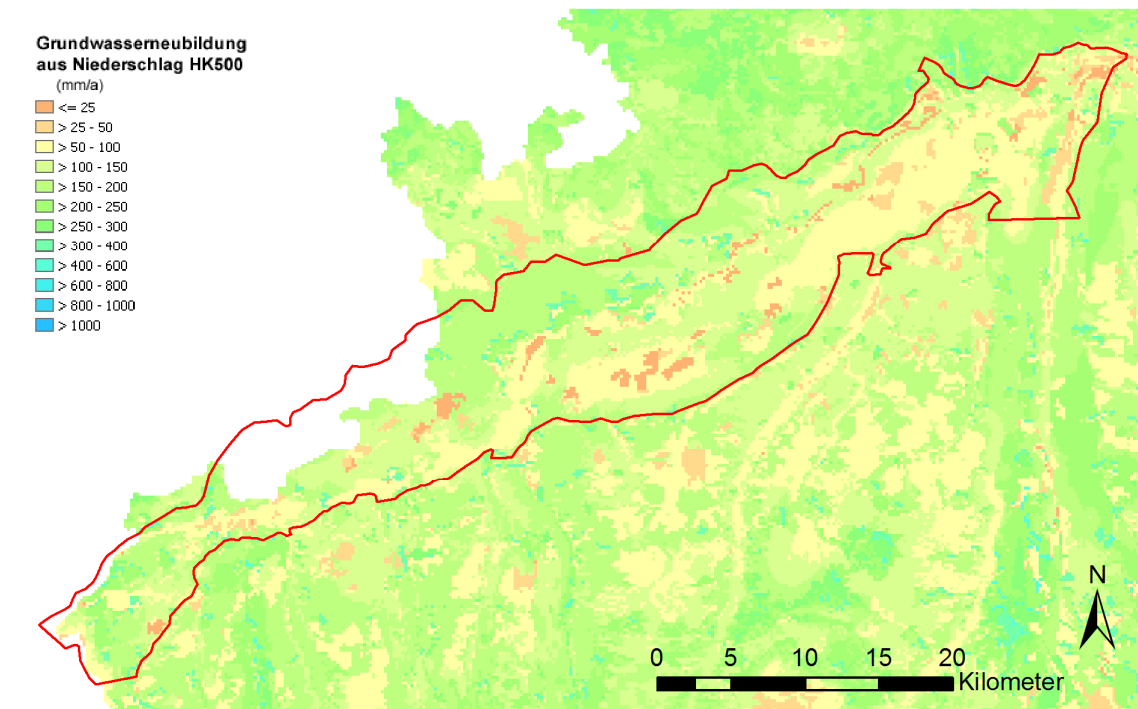 Grundwasserneubildung
aus Niederschlag HK500
(mm/a)
<= 25
> 25 - 50
> 50 - 100
> 100 - 150
> 150 - 200
> 200 - 250
> 250 - 300
> 300 - 400
> 400 - 600
> 600 - 800
> 800 - 1000
> 1000
N
0 5 10 15 20
Kilometer